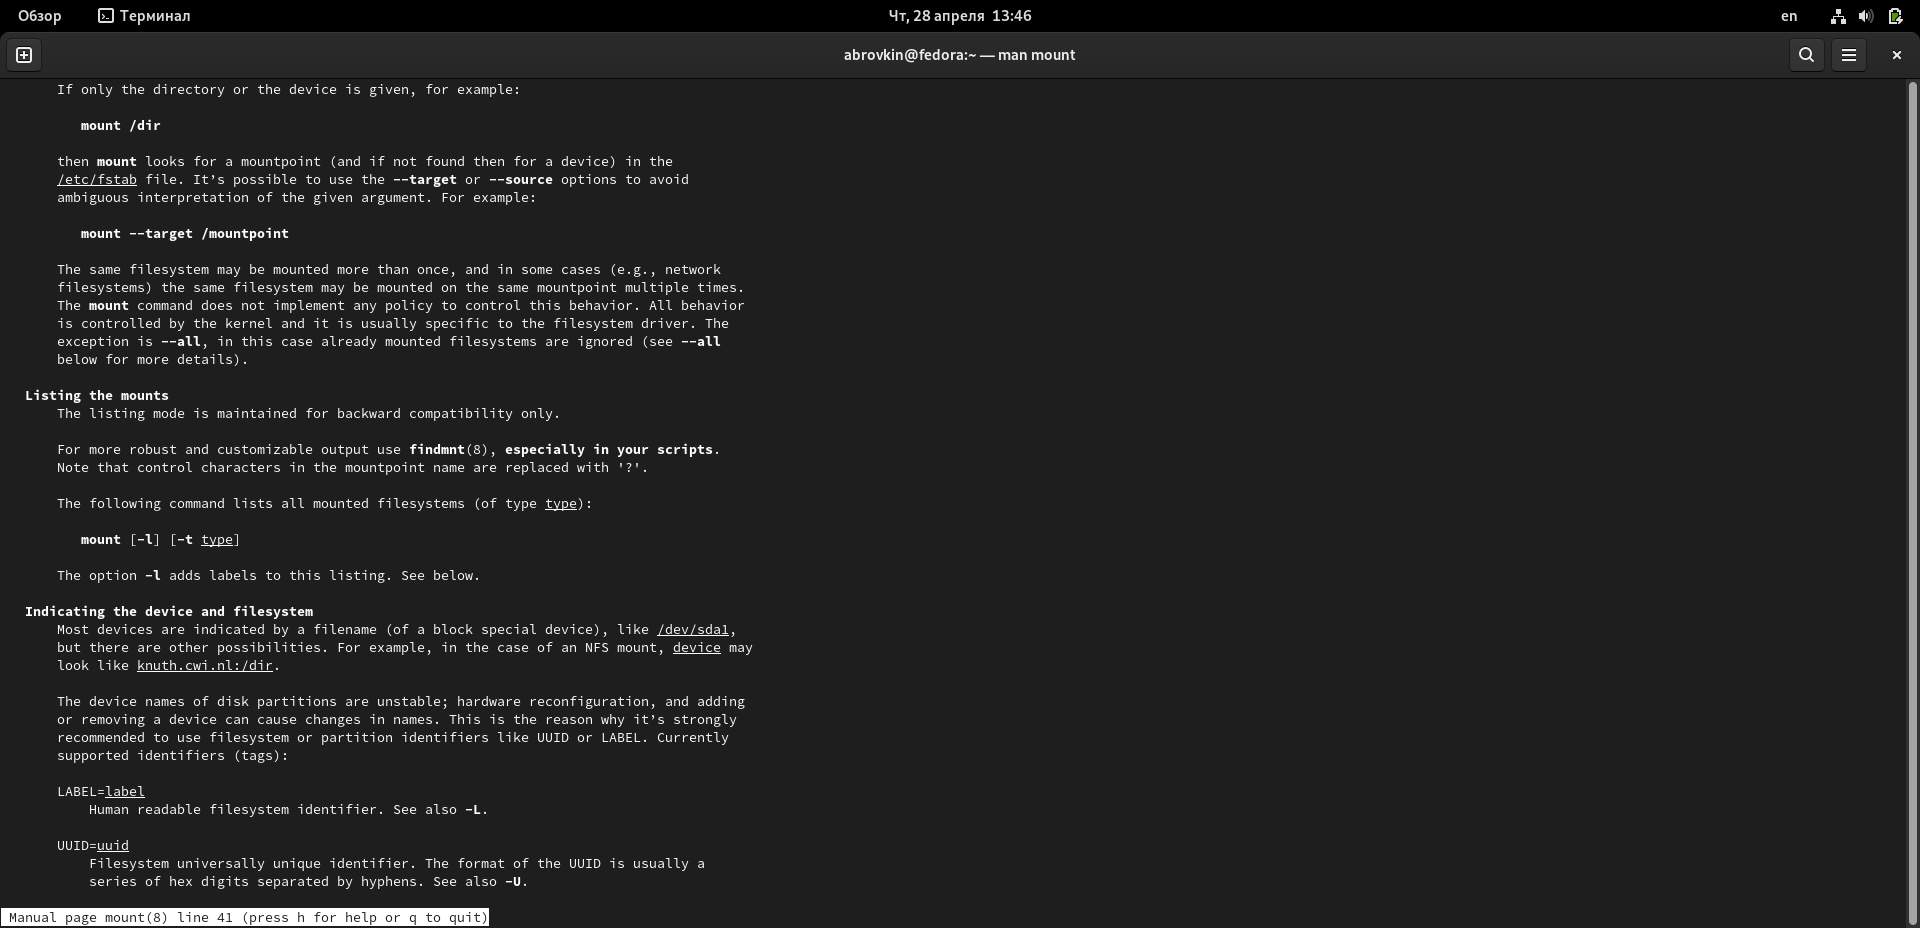 Обзор Терминал Чт, 28 апреля 13:46 en
abrovkin@fedora:~ — man mount
If only the directory or the device is given, for example:
mount /dir
then mount looks for a mountpoint (and if not found then for a device) in the
/etc/fstab file. It’s possible to use the --target or --source options to avoid
ambiguous interpretation of the given argument. For example:
mount --target /mountpoint
The same filesystem may be mounted more than once, and in some cases (e.g., network
filesystems) the same filesystem may be mounted on the same mountpoint multiple times.
The mount command does not implement any policy to control this behavior. All behavior
is controlled by the kernel and it is usually specific to the filesystem driver. The
exception is --all, in this case already mounted filesystems are ignored (see --all
below for more details).
Listing the mounts
The listing mode is maintained for backward compatibility only.
For more robust and customizable output use findmnt(8), especially in your scripts.
Note that control characters in the mountpoint name are replaced with '?'.
The following command lists all mounted filesystems (of type type):
mount [-l] [-t type]
The option -l adds labels to this listing. See below.
Indicating the device and filesystem
Most devices are indicated by a filename (of a block special device), like /dev/sda1,
but there are other possibilities. For example, in the case of an NFS mount, device may
look like knuth.cwi.nl:/dir.
The device names of disk partitions are unstable; hardware reconfiguration, and adding
or removing a device can cause changes in names. This is the reason why it’s strongly
recommended to use filesystem or partition identifiers like UUID or LABEL. Currently
supported identifiers (tags):
LABEL=label
Human readable filesystem identifier. See also -L.
UUID=uuid
Filesystem universally unique identifier. The format of the UUID is usually a
series of hex digits separated by hyphens. See also -U.
Manual page mount(8) line 41 (press h for help or q to quit)